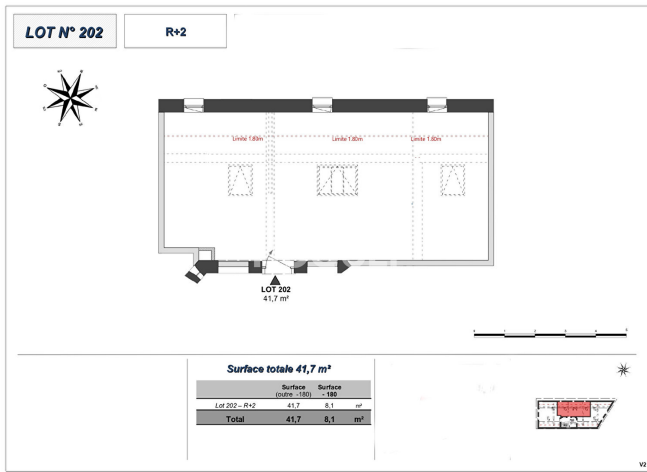 LOT N° 202
R+2
Limite 1.80m
Limite 1.80m
Limite 1.80m
LOT 202
41,7 m²
Surface totale 41,7 m²
Surface (outre -180)
Surface - 180
Lot 202 – R+2 41,7 8,1 m²
Total 41,7 8,1 m²
V2